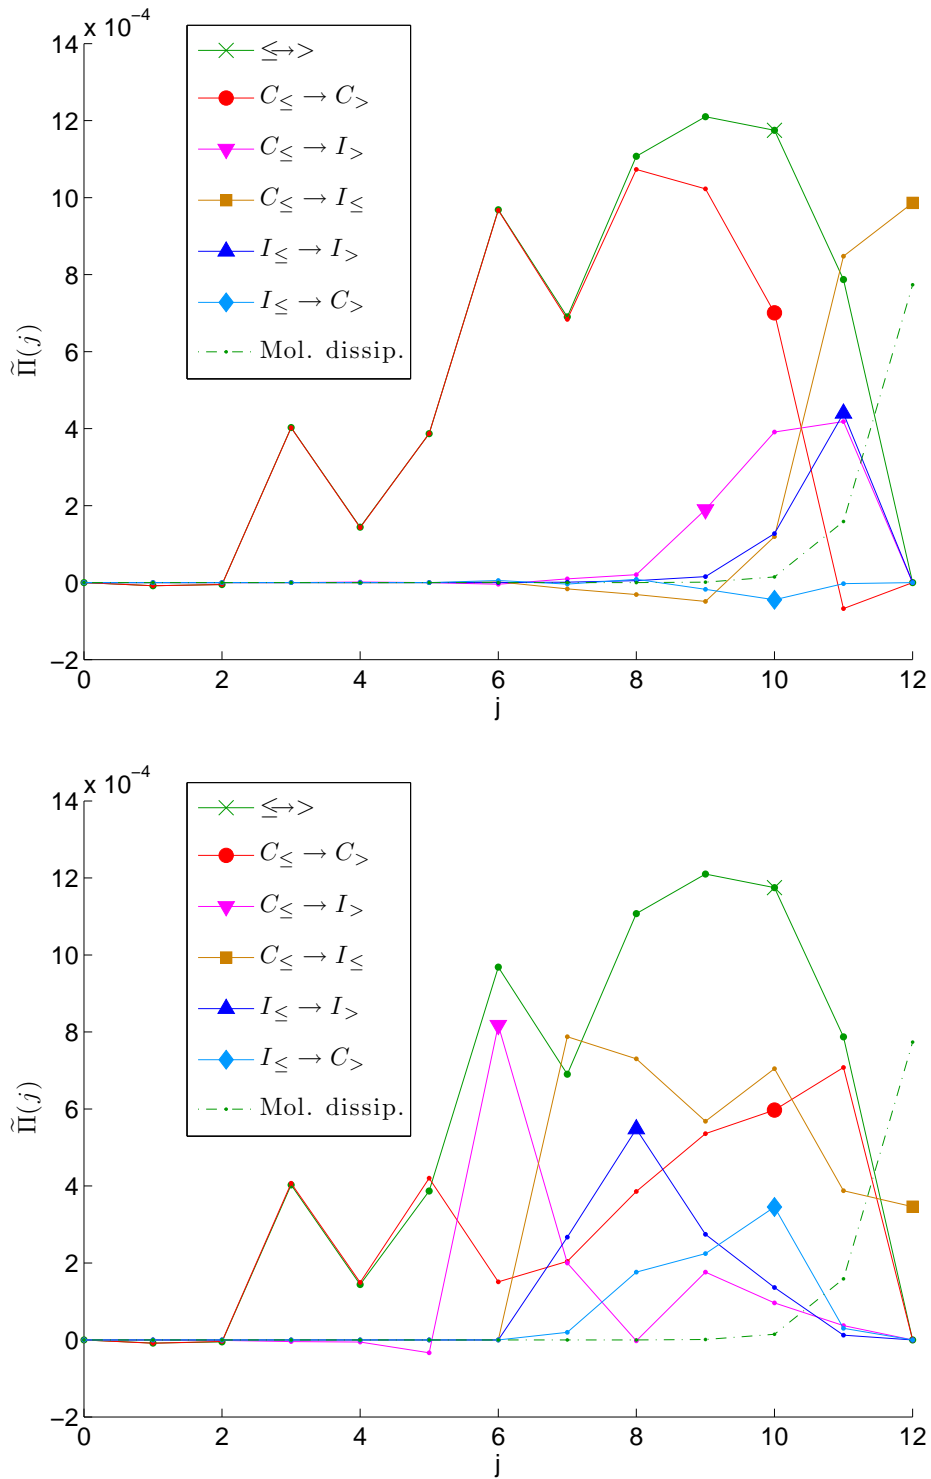 x 10⁻⁴
14
12
10
8
6
4
2
0
−2
Π̃(j)
≤→>
C≤ → C>
C≤ → I>
C≤ → I≤
I≤ → I>
I≤ → C>
Mol. dissip.
0 2 4 6 8 10 12
j
x 10⁻⁴
14
12
10
8
6
4
2
0
−2
Π̃(j)
≤→>
C≤ → C>
C≤ → I>
C≤ → I≤
I≤ → I>
I≤ → C>
Mol. dissip.
0 2 4 6 8 10 12
j